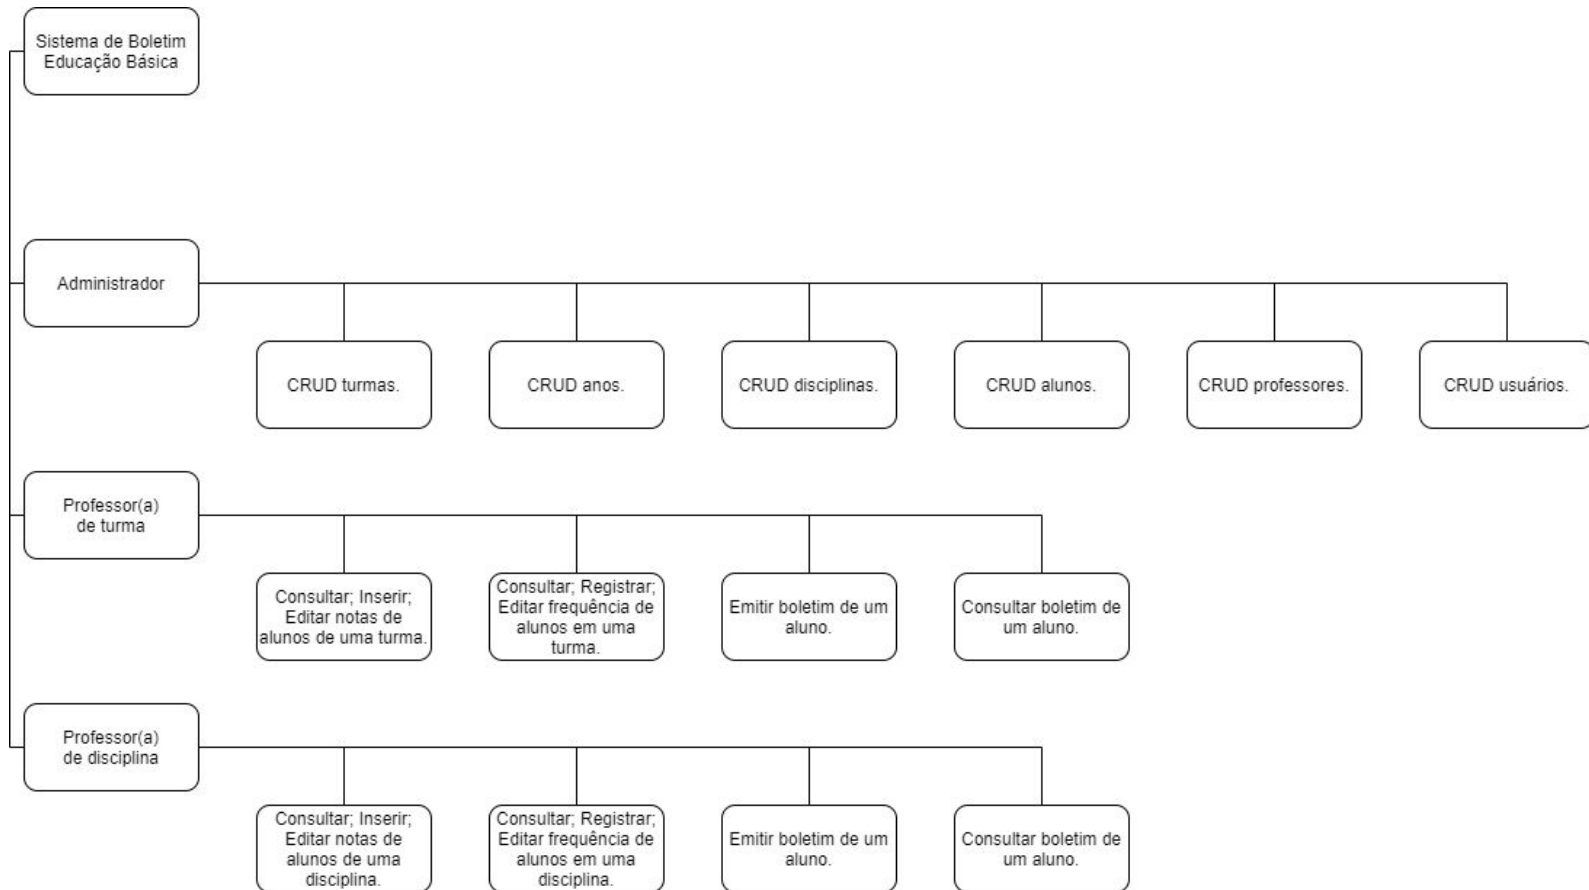 Sistema de Boletim
Educação Básica
Administrador
CRUD turmas.
CRUD anos.
CRUD disciplinas.
CRUD alunos.
CRUD professores.
CRUD usuários.
Professor(a)
de turma
Consultar; Inserir;
Editar notas de
alunos de uma turma.
Consultar; Registrar;
Editar frequência de
alunos em uma
turma.
Emitir boletim de um
aluno.
Consultar boletim de
um aluno.
Professor(a)
de disciplina
Consultar; Inserir;
Editar notas de
alunos de uma
disciplina.
Consultar; Registrar;
Editar frequência de
alunos em uma
disciplina.
Emitir boletim de um
aluno.
Consultar boletim de
um aluno.